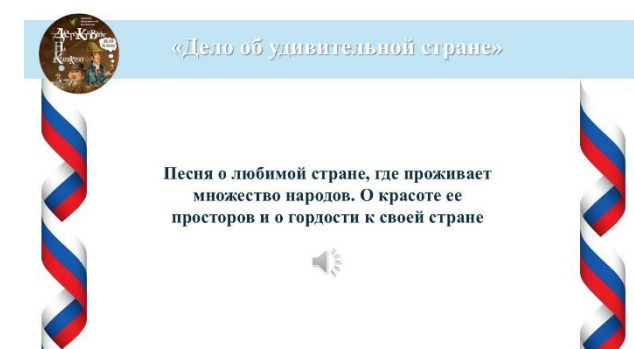 «Дело об удивительной стране»
Песня о любимой стране, где проживает
множество народов. О красоте ее
просторов и о гордости к своей стране